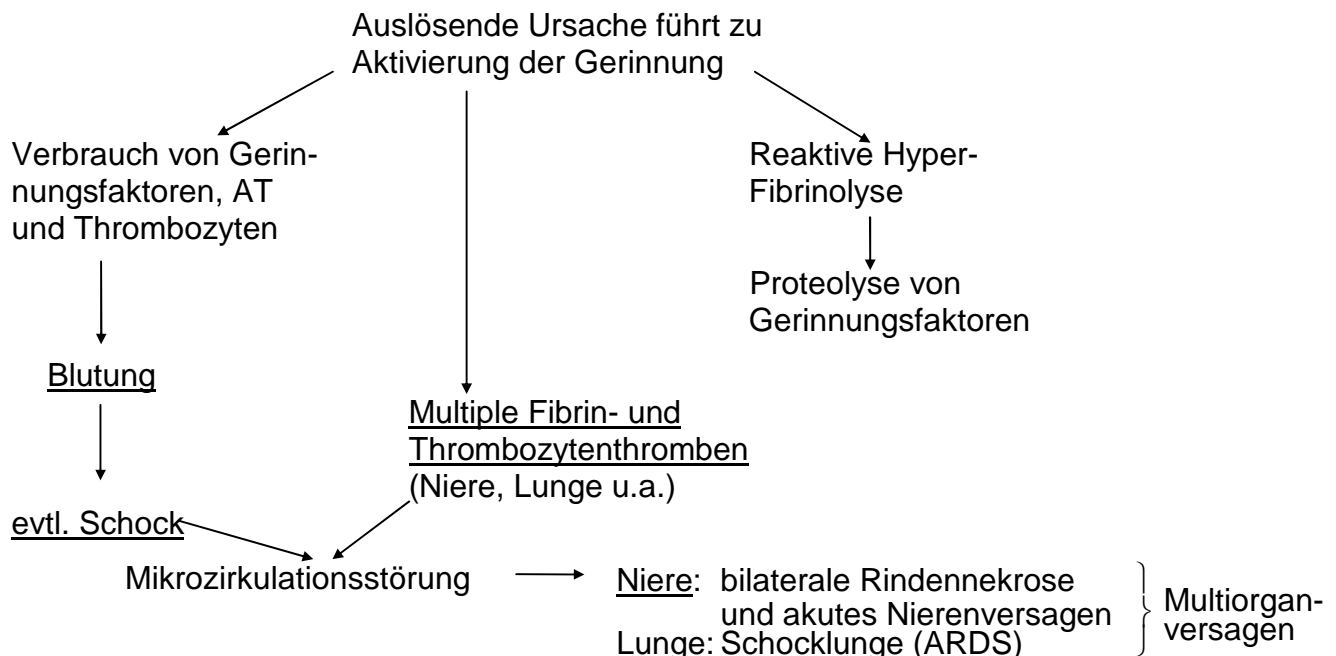 Auslösende Ursache führt zu
Aktivierung der Gerinnung
Verbrauch von Gerin-
nungsfaktoren, AT
und Thrombozyten
Reaktive Hyper-
Fibrinolyse
Proteolyse von
Gerinnungsfaktoren
Blutung
Multiple Fibrin- und
Thrombozytenthromben
(Niere, Lunge u.a.)
evtl. Schock
Mikrozirkulationsstörung
Niere: bilaterale Rindennekrose
und akutes Nierenversagen
Lunge: Schocklunge (ARDS)
Multiorgan-
versagen